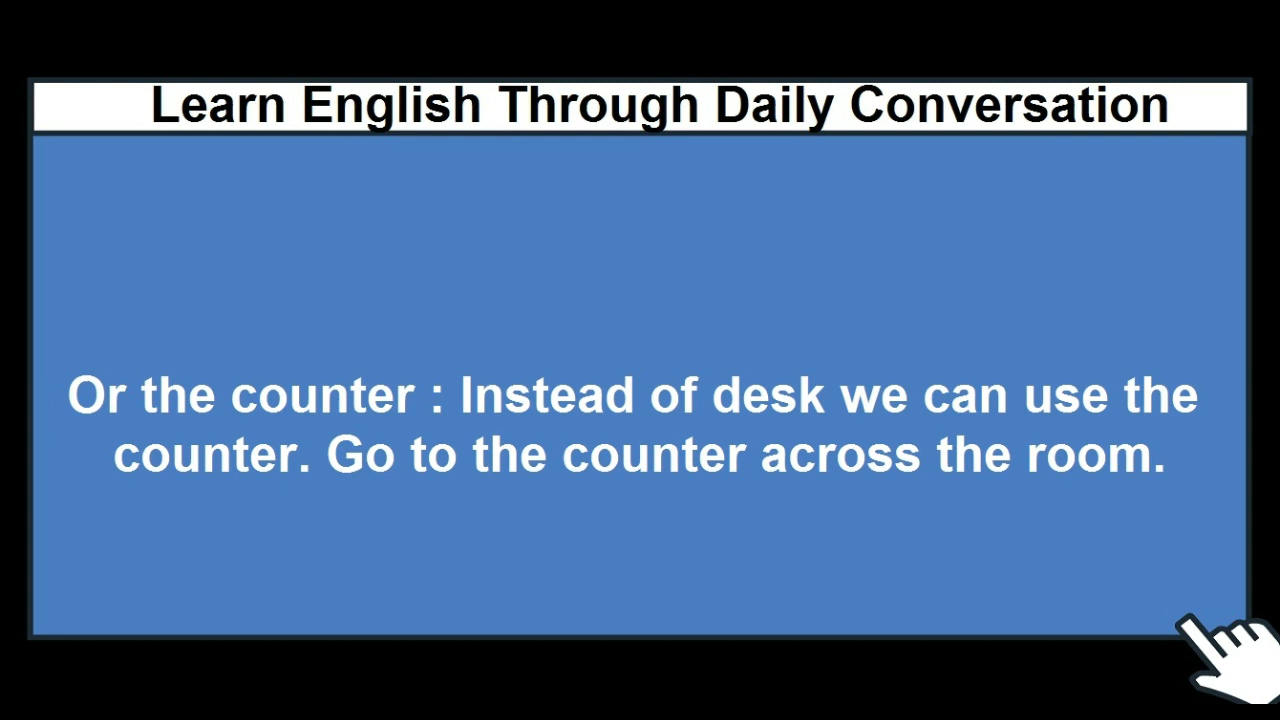 Learn English Through Daily Conversation
Or the counter : Instead of desk we can use the
counter. Go to the counter across the room.